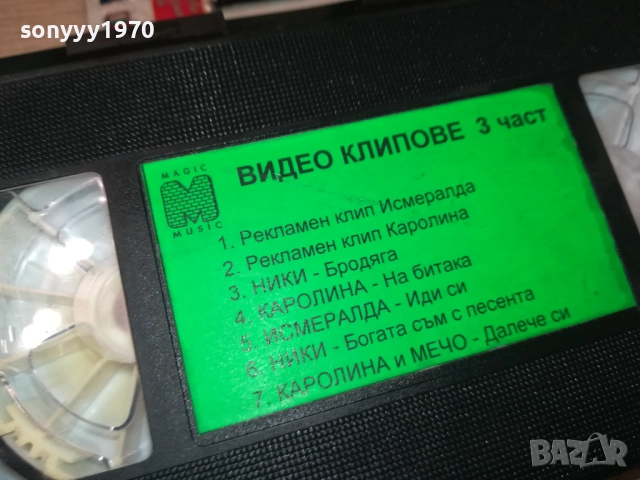 sonyyy1970
MAGIC
MUSIC
ВИДЕО КЛИПОВЕ 3 част
1. Рекламен клип Исмералда
2. Рекламен клип Каролина
3. НИКИ - Бродяга
4. КАРОЛИНА - На битака
5. ИСМЕРАЛДА - Иди си
6. НИКИ - Богата съм с песента
7. КАРОЛИНА и МЕЧО - Далече си
BAZAR